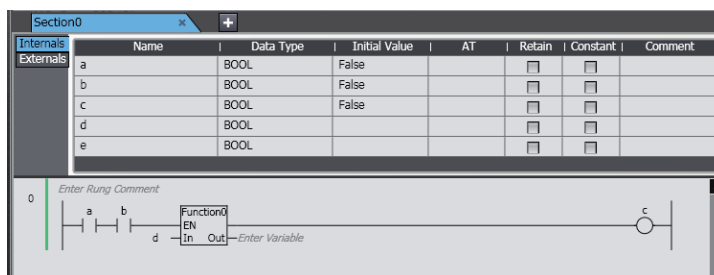 Section0 × +
Internals Name Data Type Initial Value AT Retain Constant Comment
Externals
a BOOL False
b BOOL False
c BOOL False
d BOOL
e BOOL
0 Enter Rung Comment
a b Function0 c
EN
d In Out Enter Variable